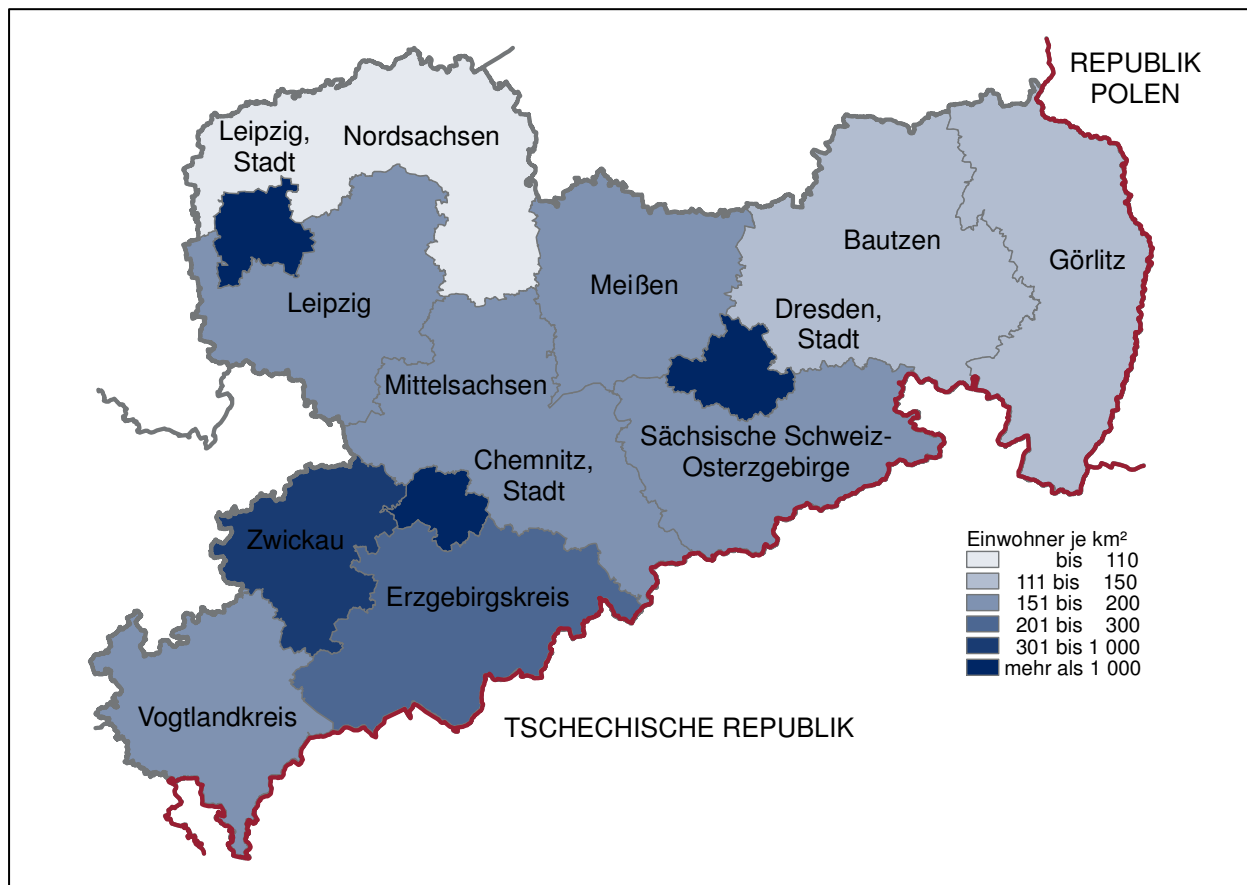 REPUBLIK
POLEN
Leipzig,
Stadt
Nordsachsen
Bautzen
Görlitz
Meißen
Leipzig
Dresden,
Stadt
Mittelsachsen
Sächsische Schweiz-
Osterzgebirge
Chemnitz,
Stadt
Zwickau
Erzgebirgskreis
Vogtlandkreis
TSCHECHISCHE REPUBLIK
Einwohner je km²
bis 110
111 bis 150
151 bis 200
201 bis 300
301 bis 1 000
mehr als 1 000